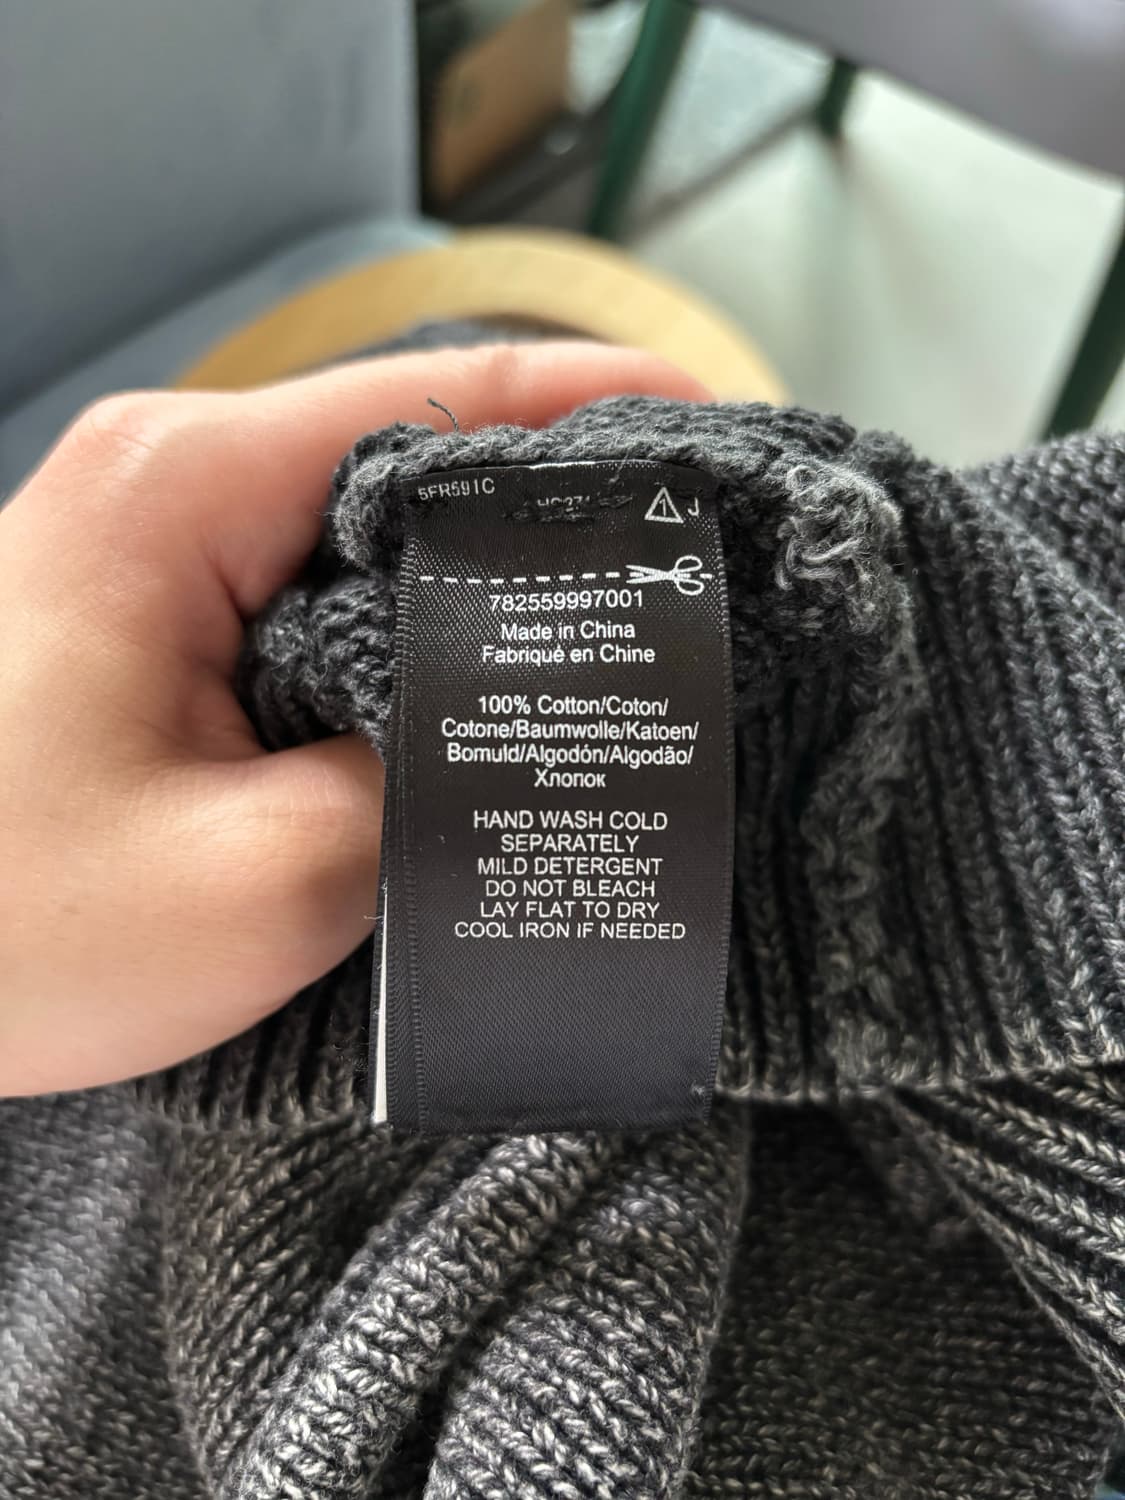 5FR591C
1 J
782559997001
Made in China
Fabriqué en Chine
100% Cotton/Coton/
Cotone/Baumwolle/Katoen/
Bomuld/Algodón/Algodão/
Хлопок
HAND WASH COLD
SEPARATELY
MILD DETERGENT
DO NOT BLEACH
LAY FLAT TO DRY
COOL IRON IF NEEDED